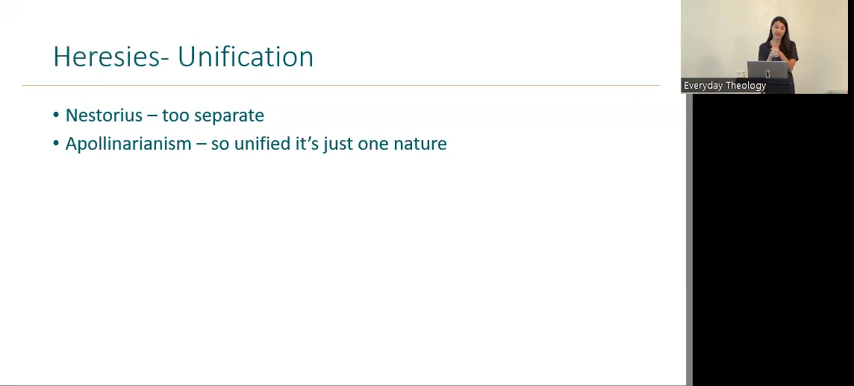 Heresies- Unification
• Nestorius – too separate
• Apollinarianism – so unified it's just one nature
Everyday Theology